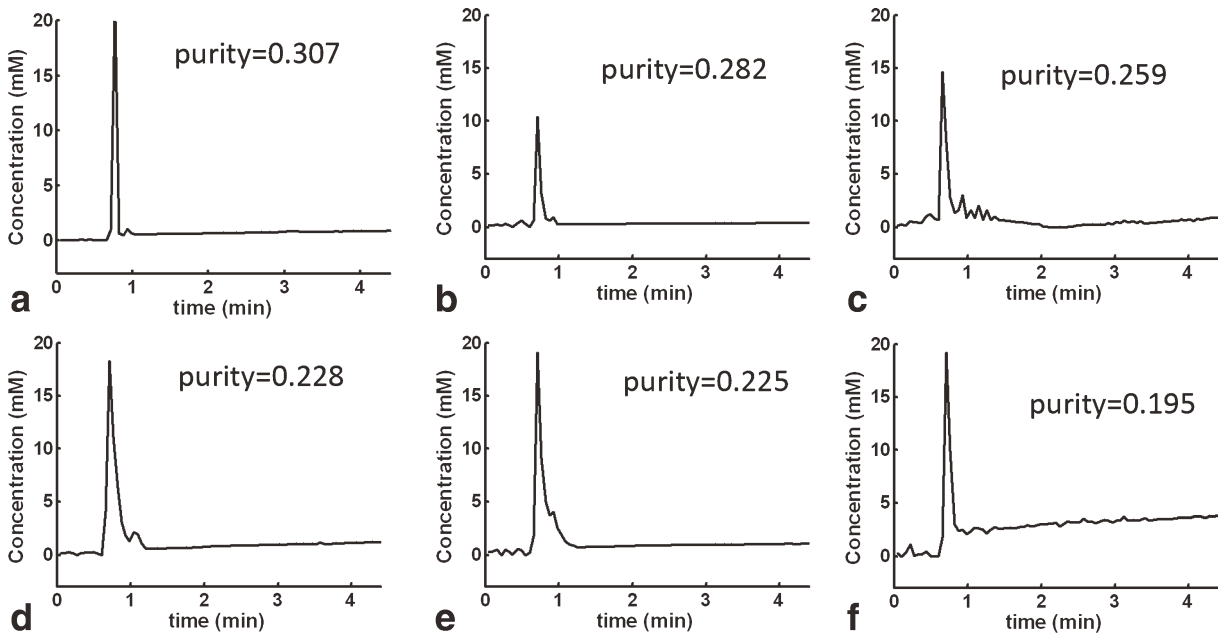 20
15
10
5
0
Concentration (mM)
purity=0.307
0 1 2 3 4
time (min)
a
20
15
10
5
0
Concentration (mM)
purity=0.282
0 1 2 3 4
time (min)
b
20
15
10
5
0
Concentration (mM)
purity=0.259
0 1 2 3 4
time (min)
c
20
15
10
5
0
Concentration (mM)
purity=0.228
0 1 2 3 4
time (min)
d
20
15
10
5
0
Concentration (mM)
purity=0.225
0 1 2 3 4
time (min)
e
20
15
10
5
0
Concentration (mM)
purity=0.195
0 1 2 3 4
time (min)
f